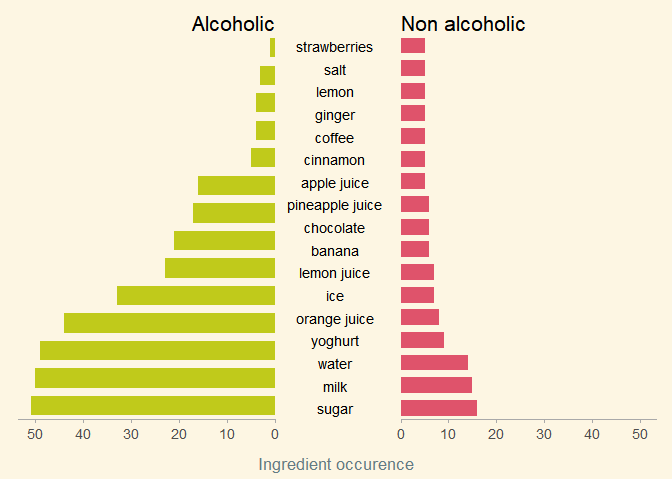 Alcoholic
Non alcoholic
strawberries
salt
lemon
ginger
coffee
cinnamon
apple juice
pineapple juice
chocolate
banana
lemon juice
ice
orange juice
yoghurt
water
milk
sugar
50 40 30 20 10 0
0 10 20 30 40 50
Ingredient occurence